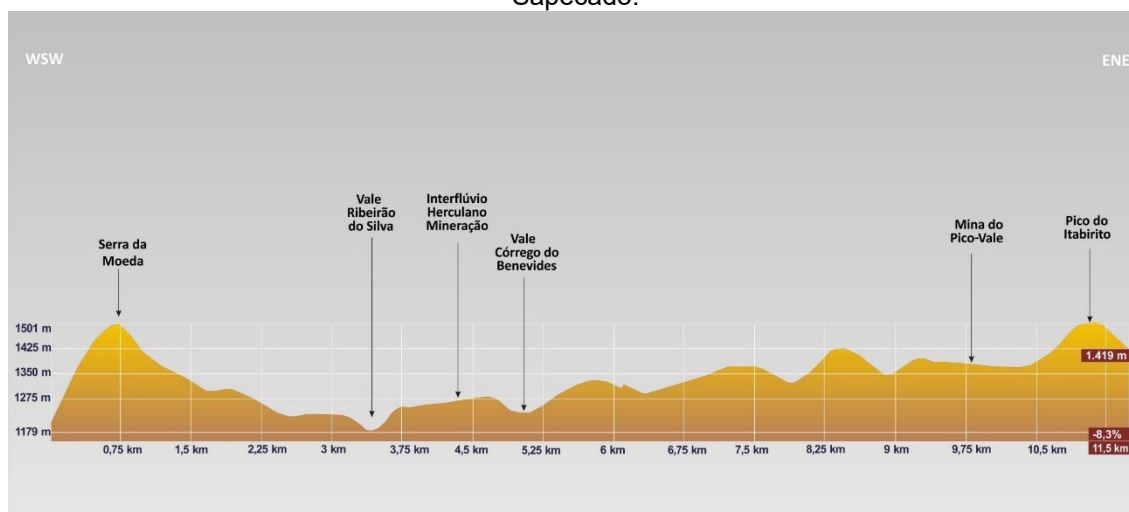 Sapecado.
WSW
ENE
Serra da
Moeda
Vale
Ribeirão
do Silva
Interflúvio
Herculano
Mineração
Vale
Córrego do
Benevides
Mina do
Pico-Vale
Pico do
Itabirito
1501 m
1425 m
1350 m
1275 m
1179 m
1.419 m
-8,3%
11,5 km
0,75 km
1,5 km
2,25 km
3 km
3,75 km
4,5 km
5,25 km
6 km
6,75 km
7,5 km
8,25 km
9 km
9,75 km
10,5 km